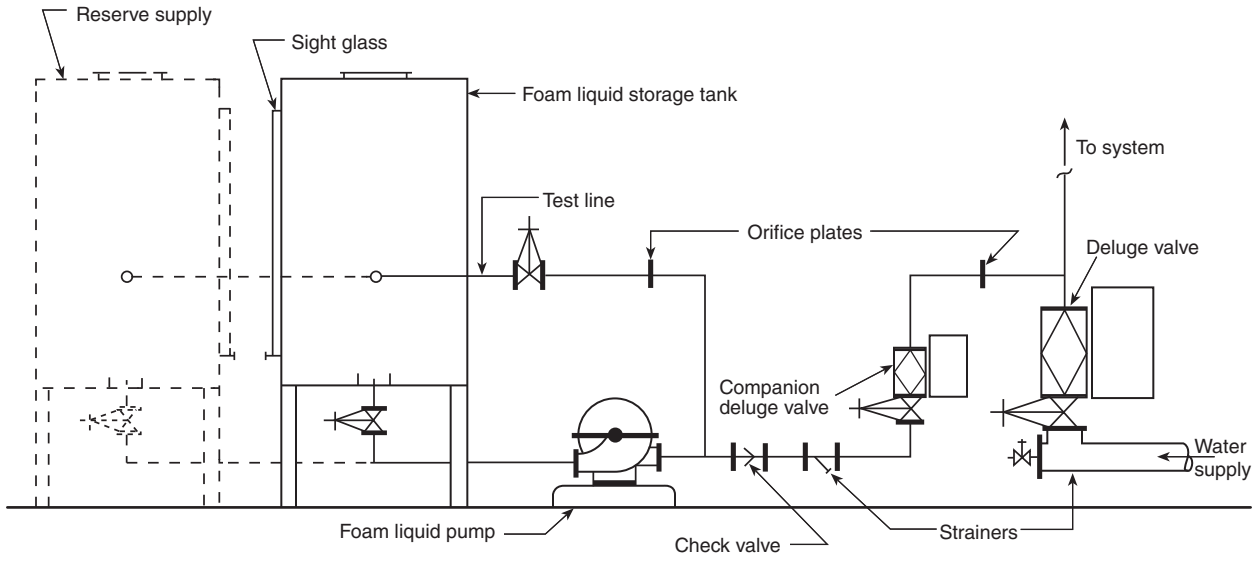 Reserve supply
Sight glass
Foam liquid storage tank
To system
Test line
Orifice plates
Deluge valve
Companion
deluge valve
Water
supply
Foam liquid pump
Strainers
Check valve